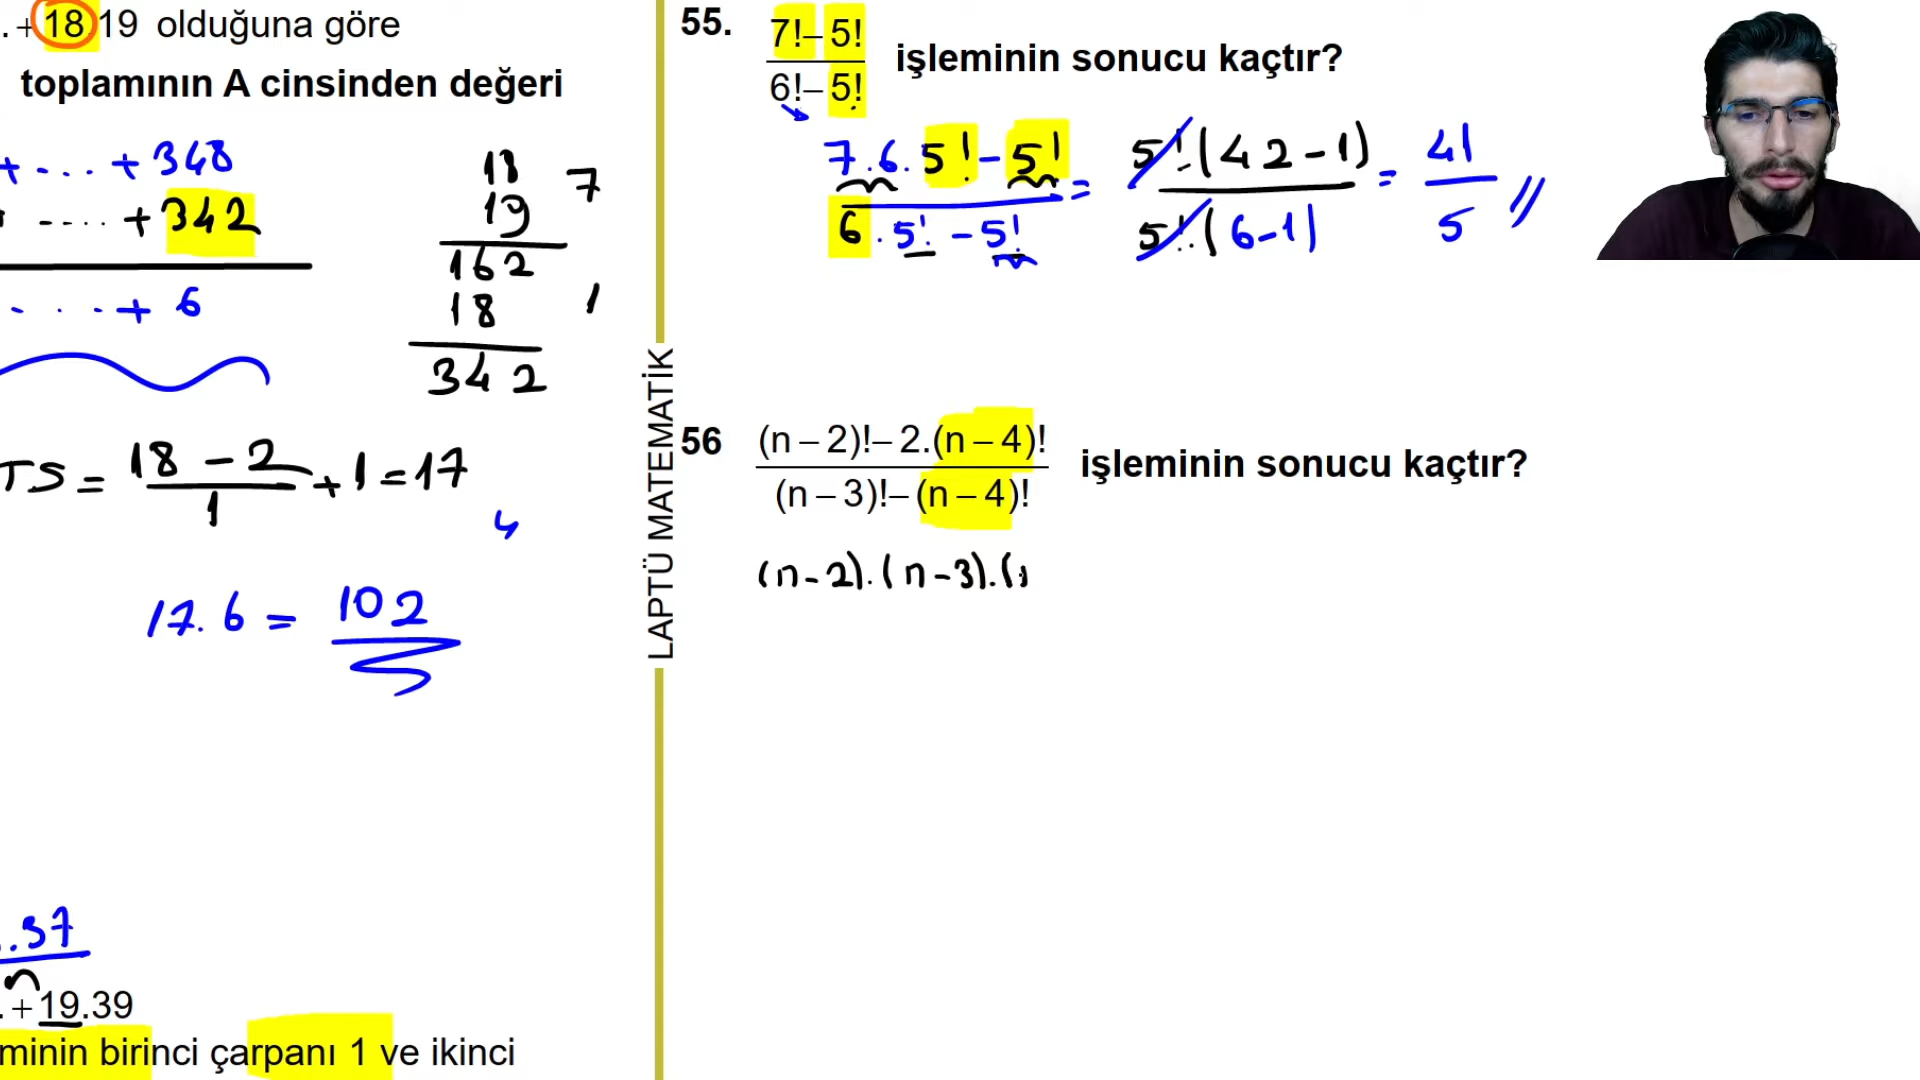 .+18.19 olduğuna göre
toplamının A cinsinden değeri
+ ... + 348
.... + 342
. ... + 6
18
19
162
18
342
7
1
TS = 18 - 2 / 1 + 1 = 17
4
17.6 = 102
..37
.+19.39
minin birinci çarpanı 1 ve ikinci
LAPTÜ MATEMATİK
55. 7!– 5! / 6!– 5! işleminin sonucu kaçtır?
7.6.5! - 5! / 6.5! - 5! = 5!.(42-1) / 5!.(6-1) = 41 / 5 //
56 (n – 2)!– 2.(n – 4)! / (n – 3)!– (n – 4)! işleminin sonucu kaçtır?
(n-2).(n-3).(